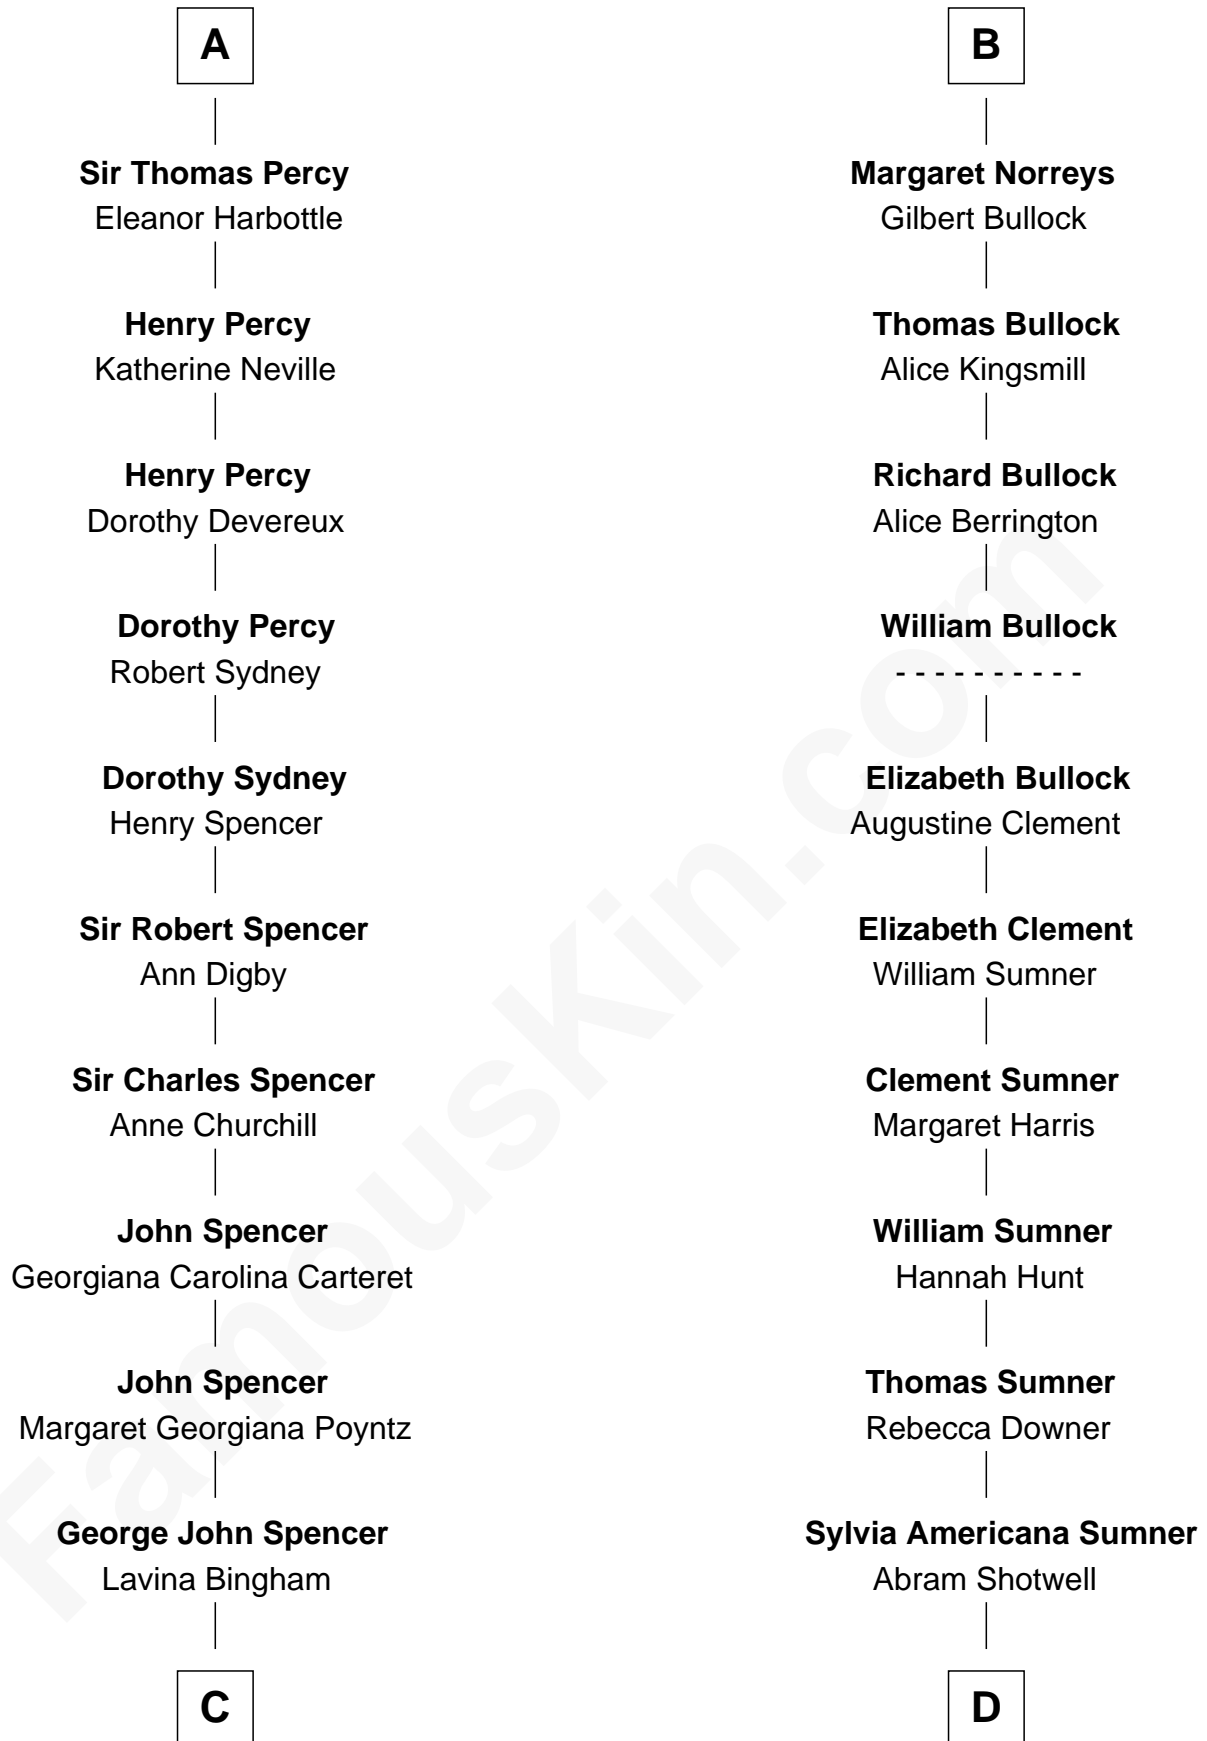 A
Sir Thomas Percy
Eleanor Harbottle
Henry Percy
Katherine Neville
Henry Percy
Dorothy Devereux
Dorothy Percy
Robert Sydney
Dorothy Sydney
Henry Spencer
Sir Robert Spencer
Ann Digby
Sir Charles Spencer
Anne Churchill
John Spencer
Georgiana Carolina Carteret
John Spencer
Margaret Georgiana Poyntz
George John Spencer
Lavina Bingham
C
B
Margaret Norreys
Gilbert Bullock
Thomas Bullock
Alice Kingsmill
Richard Bullock
Alice Berrington
William Bullock
- - - - - - - - - -
Elizabeth Bullock
Augustine Clement
Elizabeth Clement
William Sumner
Clement Sumner
Margaret Harris
William Sumner
Hannah Hunt
Thomas Sumner
Rebecca Downer
Sylvia Americana Sumner
Abram Shotwell
D
FamousKin.com